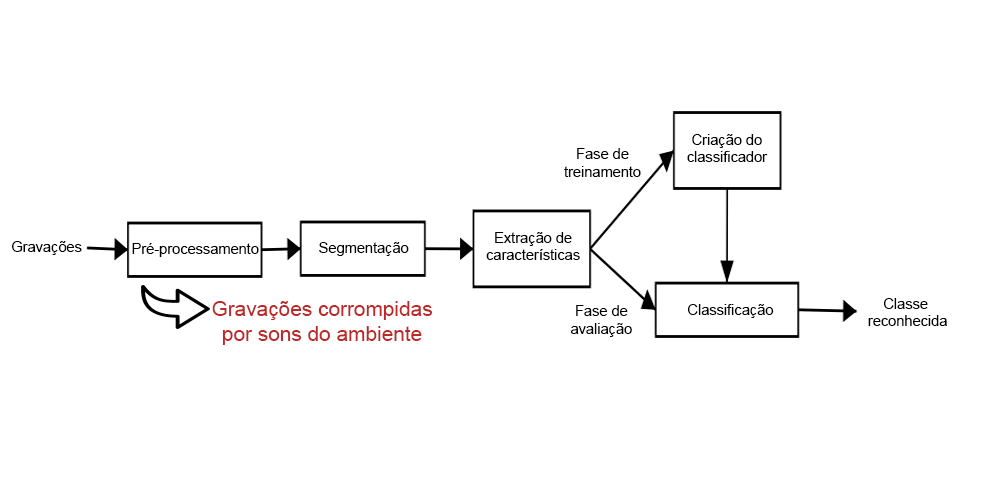 Gravações
Pré-processamento
Segmentação
Extração de
características
Fase de
treinamento
Criação do
classificador
Fase de
avaliação
Classificação
Classe
reconhecida
Gravações corrompidas
por sons do ambiente